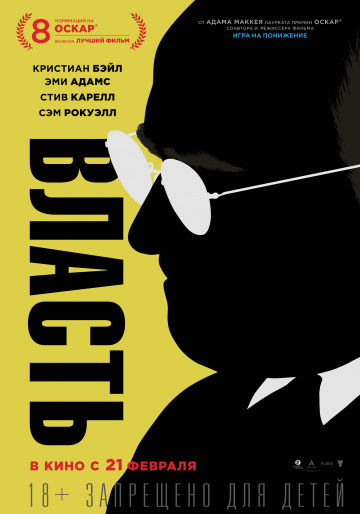 8
НОМИНАЦИЙ НА
ОСКАР®
ВКЛЮЧАЯ ЛУЧШИЙ ФИЛЬМ
ОТ АДАМА МАККЕЯ ЛАУРЕАТА ПРЕМИИ ОСКАР®
СОАВТОРА И РЕЖИССЕРА ФИЛЬМА
ИГРА НА ПОНИЖЕНИЕ
КРИСТИАН БЭЙЛ
ЭМИ АДАМС
СТИВ КАРЕЛЛ
СЭМ РОКУЭЛЛ
ВЛАСТЬ
В КИНО С 21 ФЕВРАЛЯ
18+ ЗАПРЕЩЕНО ДЛЯ ДЕТЕЙ